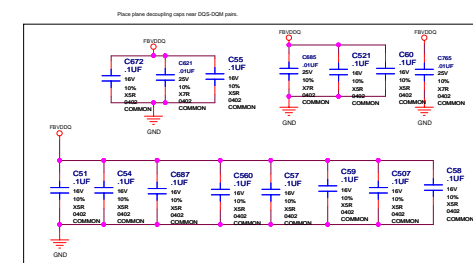 Place plane decoupling caps near DQS-DQM pairs.
FBVDDQ
C672
.1UF
16V
10%
X5R
0402
COMMON
C621
.01UF
25V
10%
X7R
0402
COMMON
C55
.1UF
16V
10%
X5R
0402
COMMON
GND
FBVDDQ
C685
.01UF
25V
10%
X7R
0402
COMMON
C521
.1UF
16V
10%
X5R
0402
COMMON
C60
.1UF
16V
10%
X5R
0402
COMMON
GND
FBVDDQ
C765
.01UF
25V
10%
X7R
0402
COMMON
GND
FBVDDQ
C51
.1UF
16V
10%
X5R
0402
COMMON
C54
.1UF
16V
10%
X5R
0402
COMMON
C687
.1UF
16V
10%
X5R
0402
COMMON
C560
.1UF
16V
10%
X5R
0402
COMMON
C57
.1UF
16V
10%
X5R
0402
COMMON
C59
.1UF
16V
10%
X5R
0402
COMMON
C507
.1UF
16V
10%
X5R
0402
COMMON
C58
.1UF
16V
10%
X5R
0402
COMMON
GND